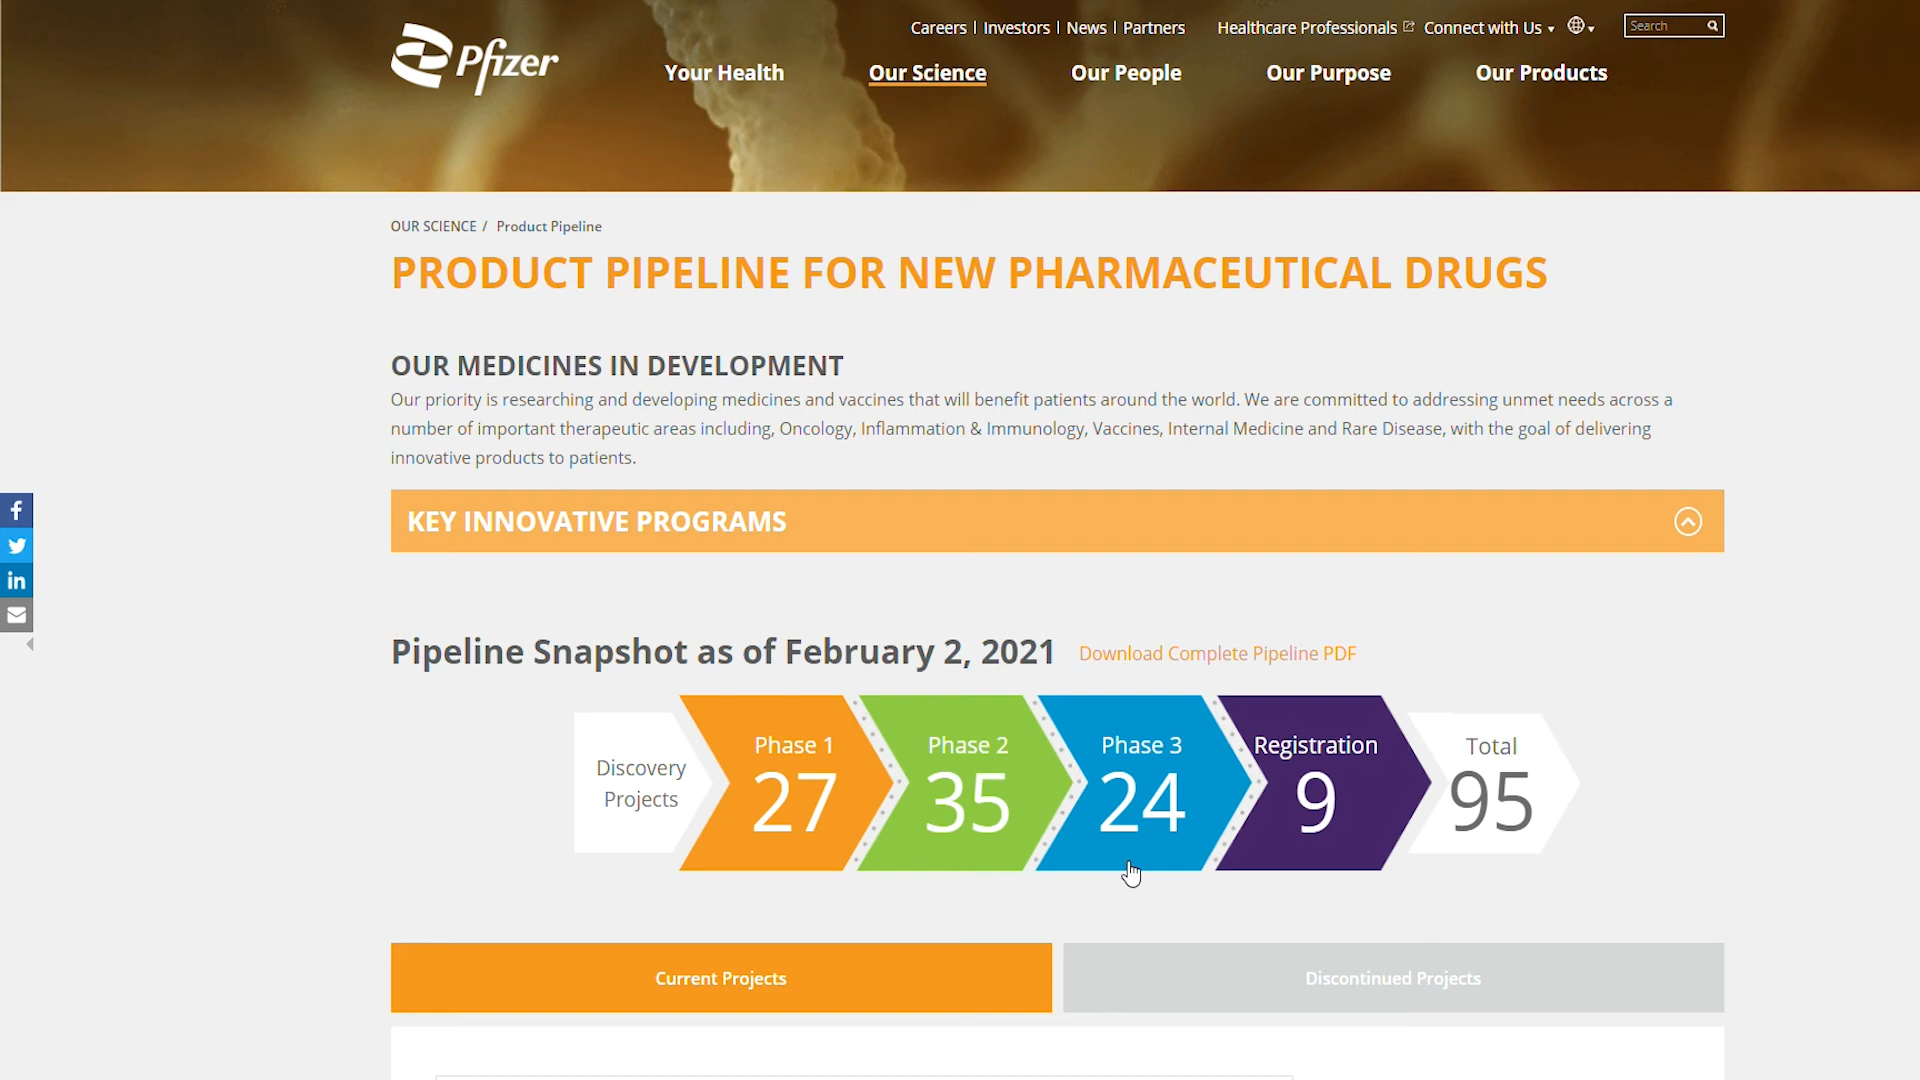 Careers | Investors | News | Partners Healthcare Professionals Connect with Us Search
Pfizer
Your Health Our Science Our People Our Purpose Our Products
OUR SCIENCE / Product Pipeline
PRODUCT PIPELINE FOR NEW PHARMACEUTICAL DRUGS
OUR MEDICINES IN DEVELOPMENT
Our priority is researching and developing medicines and vaccines that will benefit patients around the world. We are committed to addressing unmet needs across a
number of important therapeutic areas including, Oncology, Inflammation & Immunology, Vaccines, Internal Medicine and Rare Disease, with the goal of delivering
innovative products to patients.
KEY INNOVATIVE PROGRAMS
Pipeline Snapshot as of February 2, 2021 Download Complete Pipeline PDF
Discovery
Projects
Phase 1
27
Phase 2
35
Phase 3
24
Registration
9
Total
95
Current Projects
Discontinued Projects